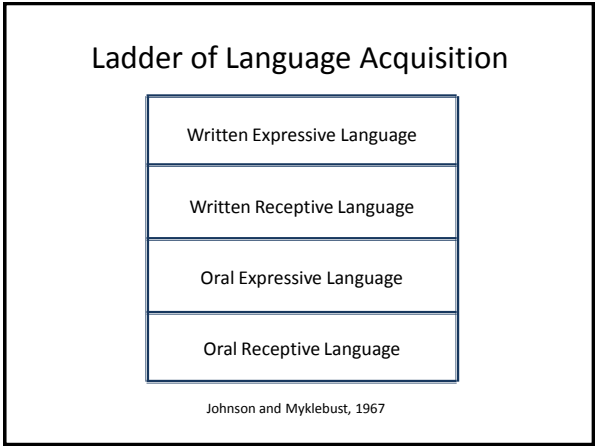 Ladder of Language Acquisition
Written Expressive Language
Written Receptive Language
Oral Expressive Language
Oral Receptive Language
Johnson and Myklebust, 1967